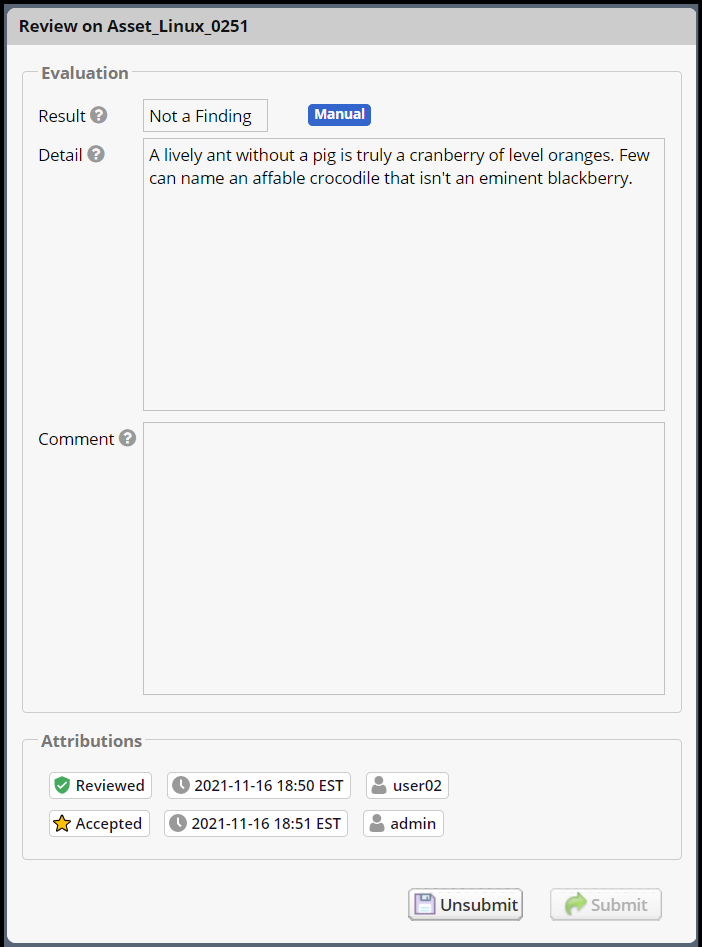 Review on Asset_Linux_0251
Evaluation
Result
Not a Finding
Manual
Detail
A lively ant without a pig is truly a cranberry of level oranges. Few
can name an affable crocodile that isn't an eminent blackberry.
Comment
Attributions
Reviewed 2021-11-16 18:50 EST user02
Accepted 2021-11-16 18:51 EST admin
Unsubmit Submit